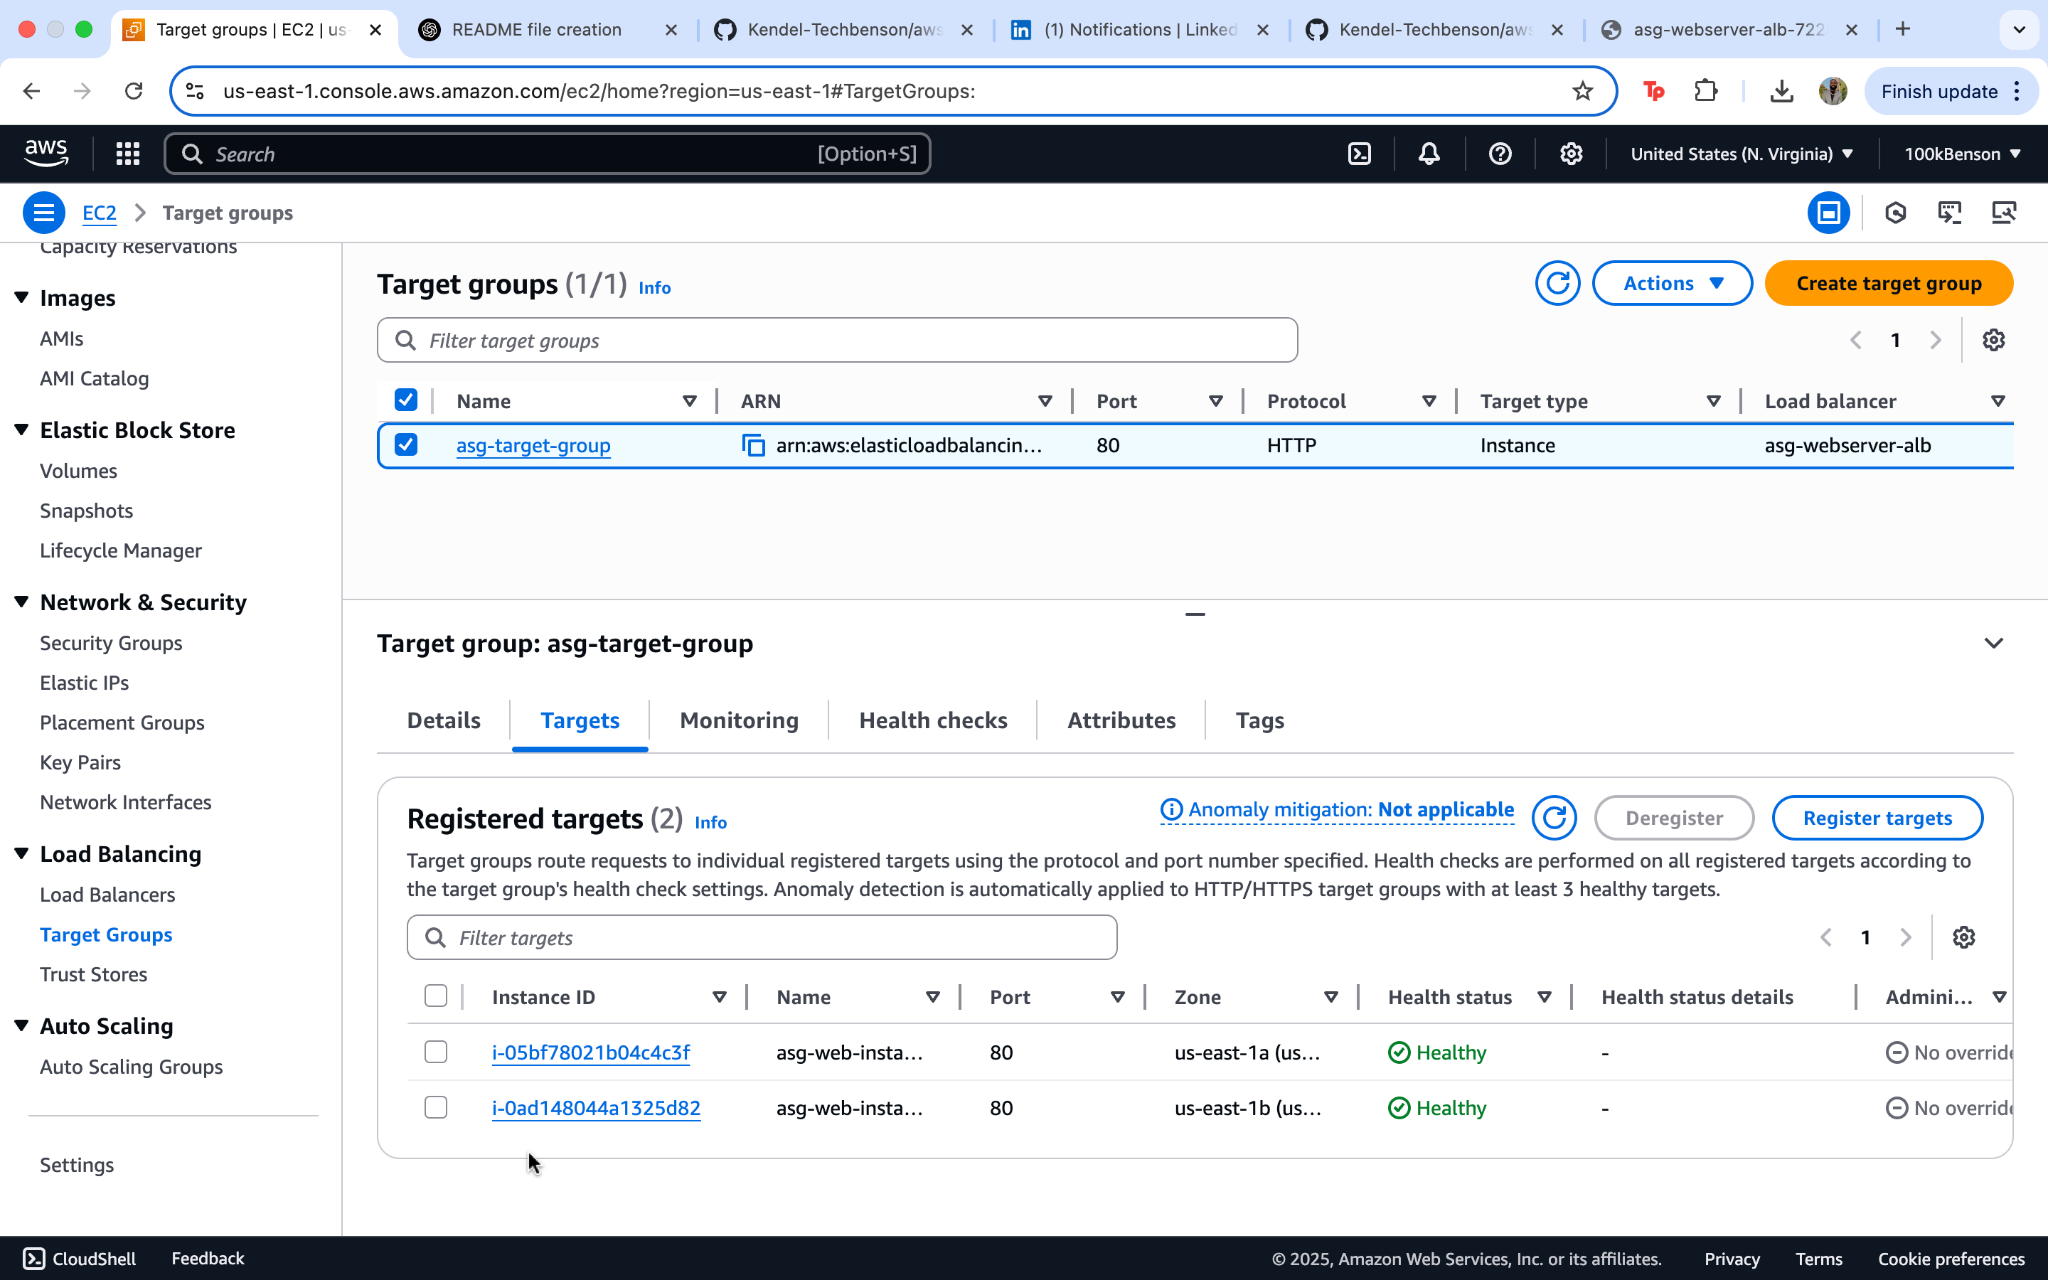 Target groups | EC2 | us-
README file creation
Kendel-Techbenson/aws
(1) Notifications | Linked
Kendel-Techbenson/aws
asg-webserver-alb-722
us-east-1.console.aws.amazon.com/ec2/home?region=us-east-1#TargetGroups:
Tp
Finish update
aws
Search
[Option+S]
United States (N. Virginia)
100kBenson
EC2
Target groups
Capacity Reservations
Images
AMIs
AMI Catalog
Elastic Block Store
Volumes
Snapshots
Lifecycle Manager
Network & Security
Security Groups
Elastic IPs
Placement Groups
Key Pairs
Network Interfaces
Load Balancing
Load Balancers
Target Groups
Trust Stores
Auto Scaling
Auto Scaling Groups
Settings
Target groups (1/1) Info
Actions
Create target group
Filter target groups
1
Name ARN Port Protocol Target type Load balancer
asg-target-group arn:aws:elasticloadbalancin... 80 HTTP Instance asg-webserver-alb
Target group: asg-target-group
Details Targets Monitoring Health checks Attributes Tags
Registered targets (2) Info
Anomaly mitigation: Not applicable
Deregister
Register targets
Target groups route requests to individual registered targets using the protocol and port number specified. Health checks are performed on all registered targets according to
the target group's health check settings. Anomaly detection is automatically applied to HTTP/HTTPS target groups with at least 3 healthy targets.
Filter targets
1
Instance ID Name Port Zone Health status Health status details Admini...
i-05bf78021b04c4c3f asg-web-insta... 80 us-east-1a (us... Healthy - No override
i-0ad148044a1325d82 asg-web-insta... 80 us-east-1b (us... Healthy - No override
CloudShell
Feedback
© 2025, Amazon Web Services, Inc. or its affiliates.
Privacy
Terms
Cookie preferences